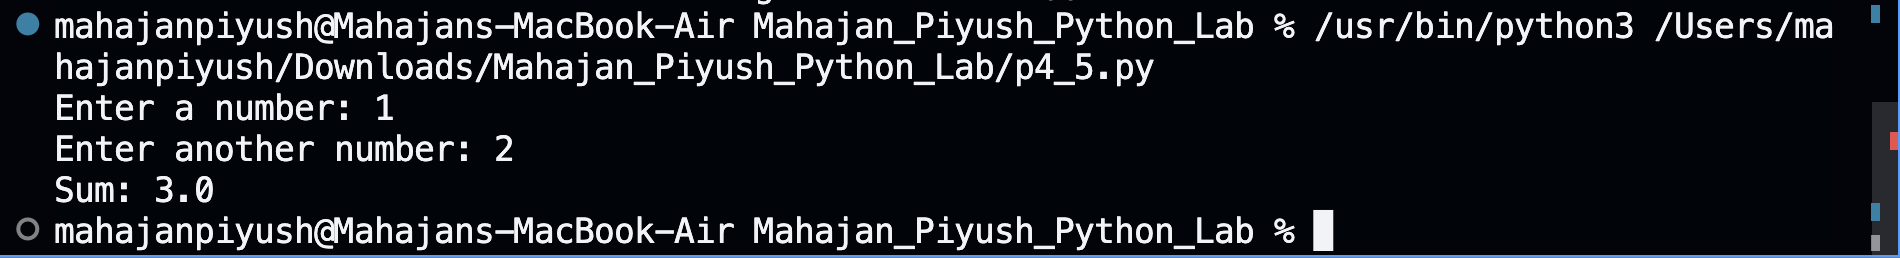 mahajanpiyush@Mahajans-MacBook-Air Mahajan_Piyush_Python_Lab % /usr/bin/python3 /Users/ma
hajanpiyush/Downloads/Mahajan_Piyush_Python_Lab/p4_5.py
Enter a number: 1
Enter another number: 2
Sum: 3.0
mahajanpiyush@Mahajans-MacBook-Air Mahajan_Piyush_Python_Lab %